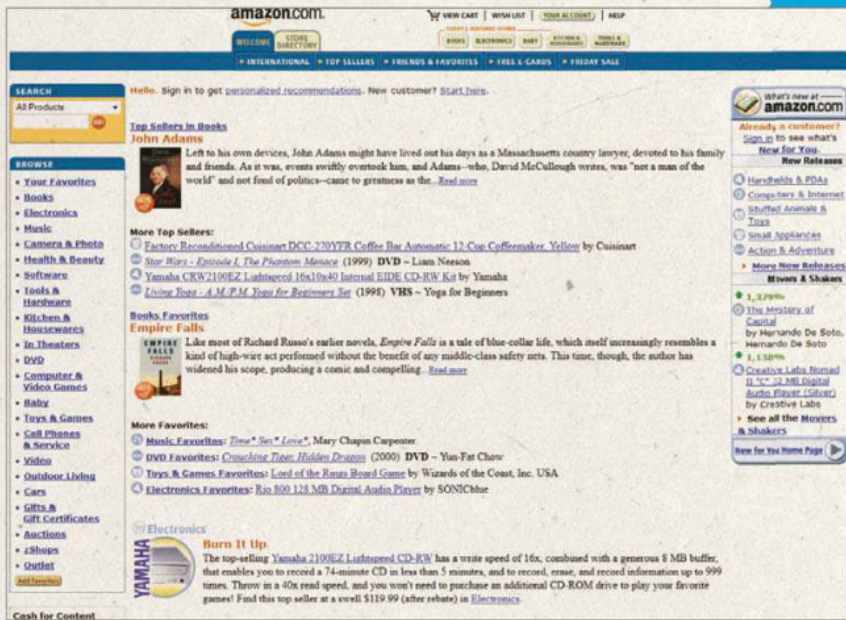 amazon.com.
VIEW CART | WISH LIST | YOUR ACCOUNT | HELP
WELCOME
STORE DIRECTORY
TODAY'S FEATURED STORES
BOOKS
ELECTRONICS
BABY
KITCHEN & HOUSEWARES
TOOLS & HARDWARE
▸ INTERNATIONAL ▸ TOP SELLERS ▸ FRIENDS & FAVORITES ▸ FREE E-CARDS ▸ FRIDAY SALE
SEARCH
All Products
GO!
BROWSE
• Your Favorites
• Books
• Electronics
• Music
• Camera & Photo
• Health & Beauty
• Software
• Tools &
Hardware
• Kitchen &
Housewares
• In Theaters
• DVD
• Computer &
Video Games
• Baby
• Toys & Games
• Cell Phones
& Service
• Video
• Outdoor Living
• Cars
• Gifts &
Gift Certificates
• Auctions
• zShops
• Outlet
Add Favorites
Cash for Content
Hello. Sign in to get personalized recommendations. New customer? Start here.
Top Sellers in Books
John Adams
Left to his own devices, John Adams might have lived out his days as a Massachusetts country lawyer, devoted to his family
and friends. As it was, events swiftly overtook him, and Adams--who, David McCullough writes, was "not a man of the
world" and not fond of politics--came to greatness as the...Read more
More Top Sellers:
Factory Reconditioned Cuisinart DCC-270YFR Coffee Bar Automatic 12-Cup Coffeemaker, Yellow by Cuisinart
Star Wars - Episode I, The Phantom Menace (1999) DVD ~ Liam Neeson
Yamaha CRW2100EZ Lightspeed 16x10x40 Internal EIDE CD-RW Kit by Yamaha
Living Yoga - A.M./P.M. Yoga for Beginners Set (1998) VHS ~ Yoga for Beginners
Books Favorites
Empire Falls
EMPIRE FALLS
Like most of Richard Russo's earlier novels, Empire Falls is a tale of blue-collar life, which itself increasingly resembles a
kind of high-wire act performed without the benefit of any middle-class safety nets. This time, though, the author has
widened his scope, producing a comic and compelling...Read more
More Favorites:
Music Favorites: Time* Sex* Love*, Mary Chapin Carpenter
DVD Favorites: Crouching Tiger, Hidden Dragon (2000) DVD ~ Yun-Fat Chow
Toys & Games Favorites: Lord of the Rings Board Game by Wizards of the Coast, Inc. USA
Electronics Favorites: Rio 800 128 MB Digital Audio Player by SONICblue
Electronics
YAMAHA
Burn It Up
The top-selling Yamaha 2100EZ Lightspeed CD-RW has a write speed of 16x, combined with a generous 8 MB buffer,
that enables you to record a 74-minute CD in less than 5 minutes, and to record, erase, and record information up to 999
times. Throw in a 40x read speed, and you won't need to purchase an additional CD-ROM drive to play your favorite
games! Find this top seller at a swell $119.99 (after rebate) in Electronics.
What's new at
amazon.com
Already a customer?
Sign in to see what's
New for You.
New Releases
Handhelds & PDAs
Computers & Internet
Stuffed Animals &
Toys
Small Appliances
Action & Adventure
▸ More New Releases
Movers & Shakers
1,379%
The Mystery of
Capital
by Hernando De Soto,
Hernando De Soto
1,138%
Creative Labs Nomad
II "C" 32 MB Digital
Audio Player (Silver)
by Creative Labs
▸ See all the Movers
& Shakers
New for You Home Page